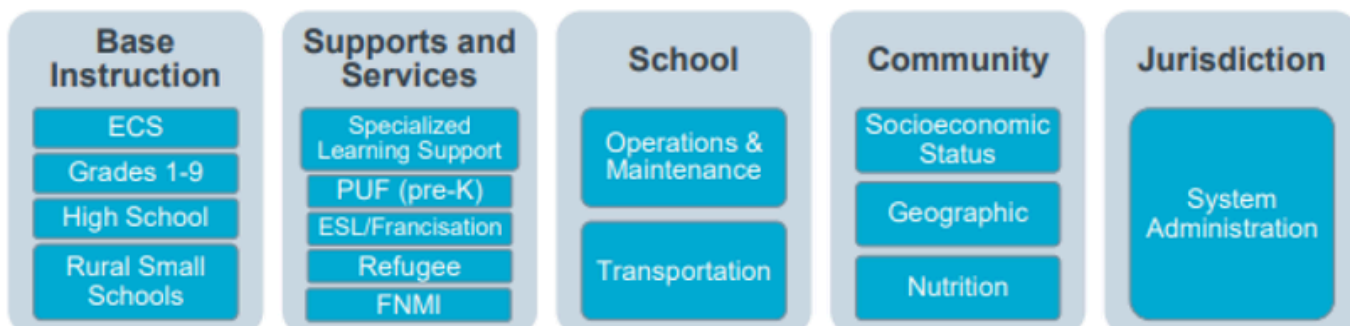 Base
Instruction
ECS
Grades 1-9
High School
Rural Small
Schools
Supports and
Services
Specialized
Learning Support
PUF (pre-K)
ESL/Francisation
Refugee
FNMI
School
Operations &
Maintenance
Transportation
Community
Socioeconomic
Status
Geographic
Nutrition
Jurisdiction
System
Administration